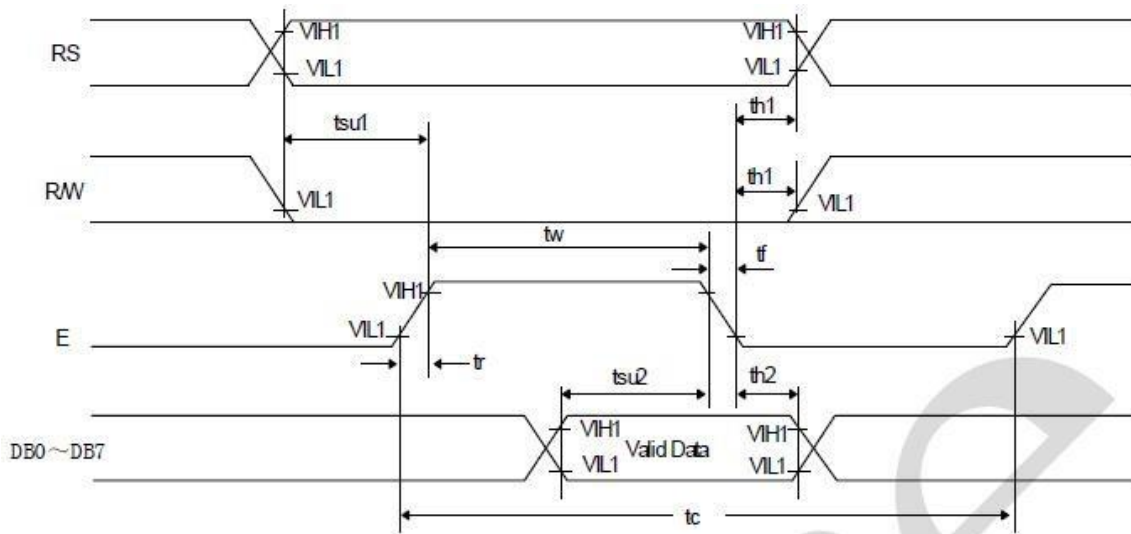 RS
VIH1
VIL1
VIH1
VIL1
th1
tsu1
R/W
VIL1
th1
VIL1
tw
tf
VIH1
E
VIL1
VIL1
tr
tsu2
th2
DB0～DB7
VIH1
VIL1
Valid Data
VIH1
VIL1
tc